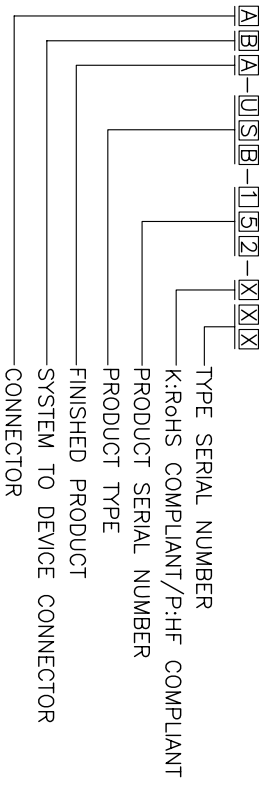 ABA-USB-152-XXX
TYPE SERIAL NUMBER
K:RoHS COMPLIANT/P:HF COMPLIANT
PRODUCT SERIAL NUMBER
PRODUCT TYPE
FINISHED PRODUCT
SYSTEM TO DEVICE CONNECTOR
CONNECTOR